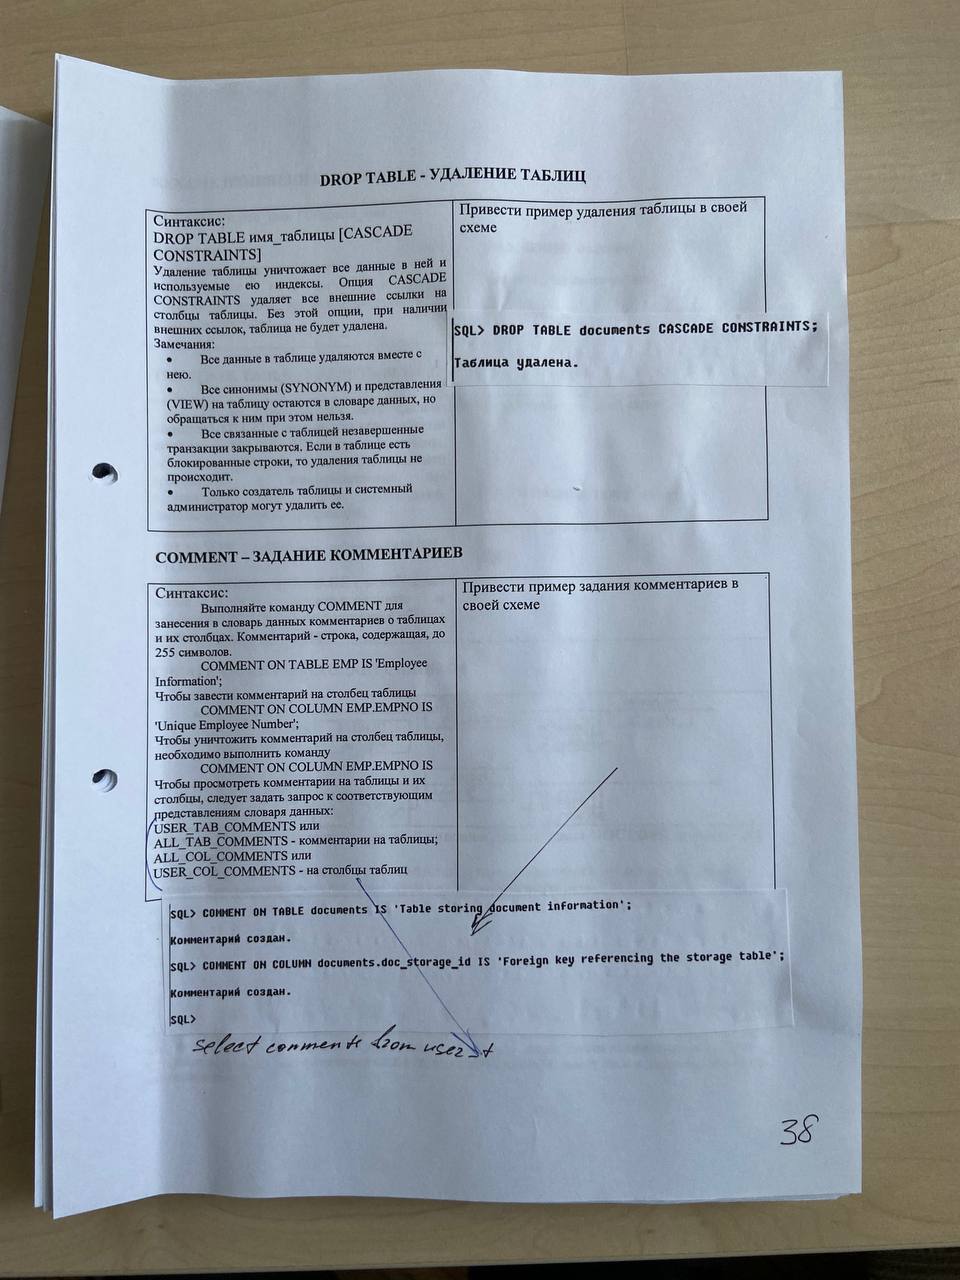 DROP TABLE - УДАЛЕНИЕ ТАБЛИЦ
Синтаксис:
DROP TABLE имя_таблицы [CASCADE
CONSTRAINTS]
Удаление таблицы уничтожает все данные в ней и
используемые ею индексы. Опция CASCADE
CONSTRAINTS удаляет все внешние ссылки на
столбцы таблицы. Без этой опции, при наличии
внешних ссылок, таблица не будет удалена.
Замечания:
• Все данные в таблице удаляются вместе с
нею.
• Все синонимы (SYNONYM) и представления
(VIEW) на таблицу остаются в словаре данных, но
обращаться к ним при этом нельзя.
• Все связанные с таблицей незавершенные
транзакции закрываются. Если в таблице есть
блокированные строки, то удаления таблицы не
происходит.
• Только создатель таблицы и системный
администратор могут удалить ее.
Привести пример удаления таблицы в своей
схеме
SQL> DROP TABLE documents CASCADE CONSTRAINTS;
Таблица удалена.
COMMENT – ЗАДАНИЕ КОММЕНТАРИЕВ
Синтаксис:
Выполняйте команду COMMENT для
занесения в словарь данных комментариев о таблицах
и их столбцах. Комментарий - строка, содержащая, до
255 символов.
COMMENT ON TABLE EMP IS 'Employee
Information';
Чтобы завести комментарий на столбец таблицы
COMMENT ON COLUMN EMP.EMPNO IS
'Unique Employee Number';
Чтобы уничтожить комментарий на столбец таблицы,
необходимо выполнить команду
COMMENT ON COLUMN EMP.EMPNO IS
Чтобы просмотреть комментарии на таблицы и их
столбцы, следует задать запрос к соответствующим
представлениям словаря данных:
USER_TAB_COMMENTS или
ALL_TAB_COMMENTS - комментарии на таблицы;
ALL_COL_COMMENTS или
USER_COL_COMMENTS - на столбцы таблиц
Привести пример задания комментариев в
своей схеме
SQL> COMMENT ON TABLE documents IS 'Table storing document information';
Комментарий создан.
SQL> COMMENT ON COLUMN documents.doc_storage_id IS 'Foreign key referencing the storage table';
Комментарий создан.
SQL>
select comments from user_t
38